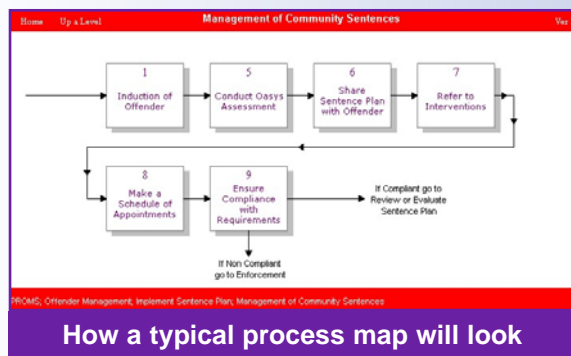 Home Up a Level Management of Community Sentences Ver
1
Induction of
Offender
5
Conduct Oasys
Assessment
6
Share
Sentence Plan
with Offender
7
Refer to
Interventions
8
Make a
Schedule of
Appointments
9
Ensure
Compliance
with
Requirements
If Compliant go to
Review or Evaluate
Sentence Plan
If Non Compliant
go to Enforcement
PROMS; Offender Management; Implement Sentence Plan; Management of Community Sentences
How a typical process map will look